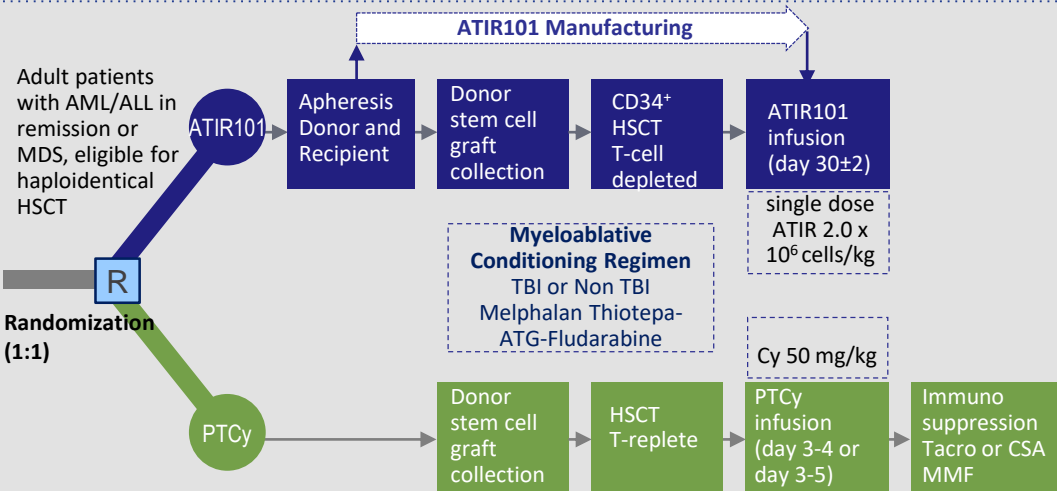 ATIR101 Manufacturing
Adult patients
with AML/ALL in
remission or
MDS, eligible for
haploidentical
HSCT
ATIR101
Apheresis
Donor and
Recipient
Donor
stem cell
graft
collection
CD34+
HSCT
T-cell
depleted
ATIR101
infusion
(day 30±2)
single dose
ATIR 2.0 x
10⁶ cells/kg
Myeloablative
Conditioning Regimen
TBI or Non TBI
Melphalan Thiotepa-
ATG-Fludarabine
R
Randomization
(1:1)
Cy 50 mg/kg
PTCy
Donor
stem cell
graft
collection
HSCT
T-replete
PTCy
infusion
(day 3-4 or
day 3-5)
Immuno
suppression
Tacro or CSA
MMF